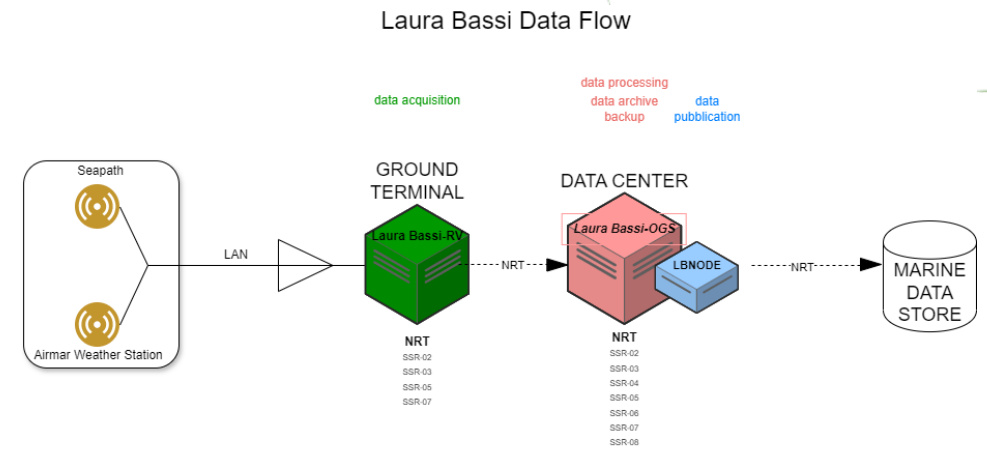 Laura Bassi Data Flow
data acquisition
data processing
data archive
backup
data
pubblication
Seapath
Airmar Weather Station
LAN
GROUND
TERMINAL
Laura Bassi-RV
NRT
SSR-02
SSR-03
SSR-05
SSR-07
NRT
DATA CENTER
Laura Bassi-OGS
LBNODE
NRT
SSR-02
SSR-03
SSR-04
SSR-05
SSR-06
SSR-07
SSR-08
NRT
MARINE
DATA
STORE